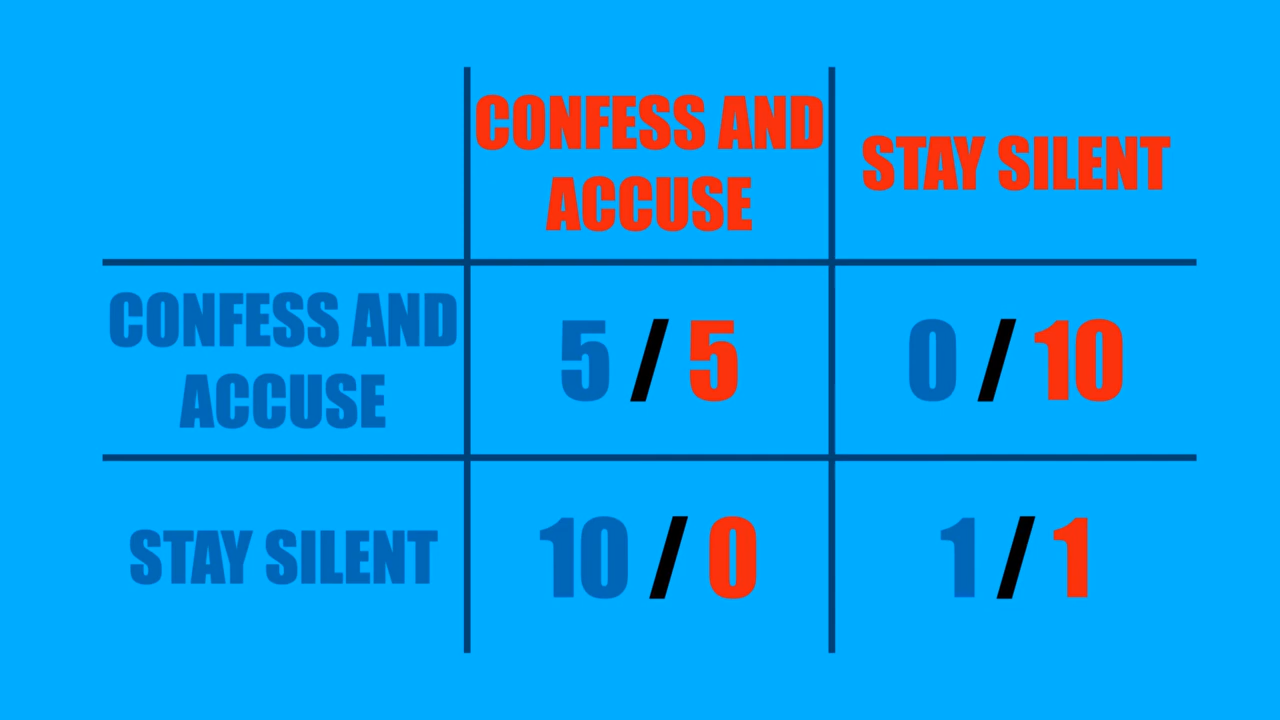 CONFESS AND
ACCUSE
STAY SILENT
CONFESS AND
ACCUSE
5 / 5
0 / 10
STAY SILENT
10 / 0
1 / 1